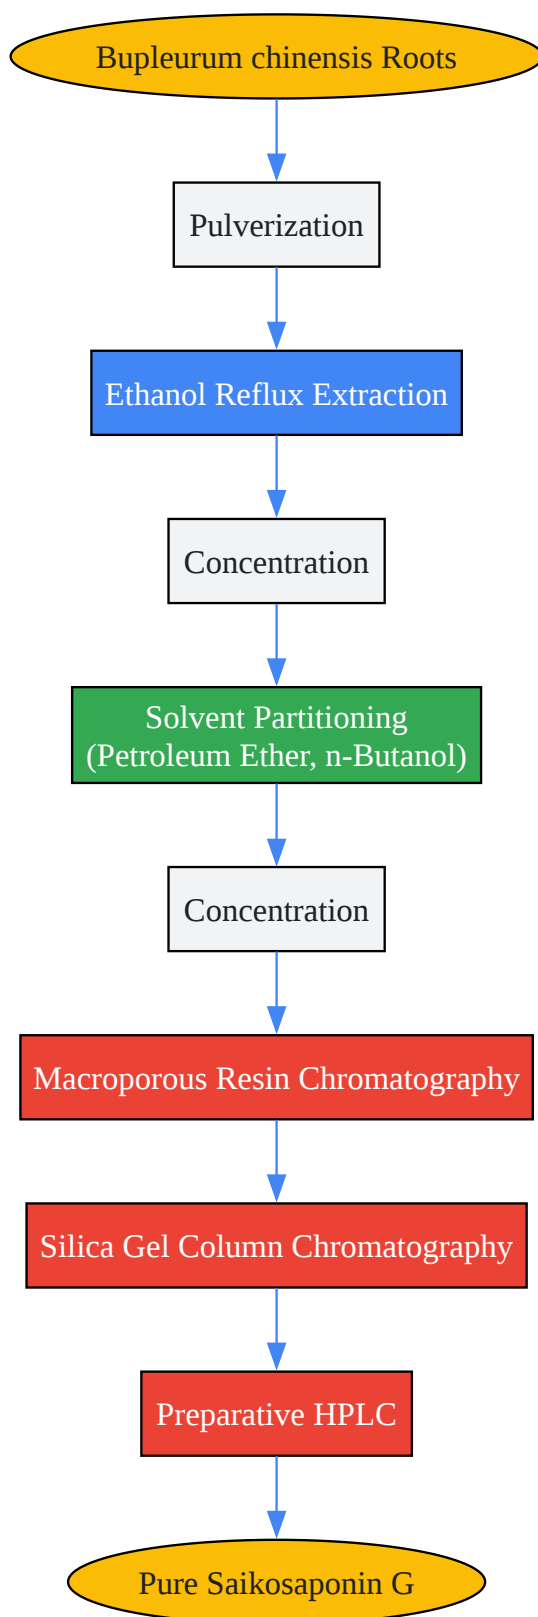 Bupleurum chinensis Roots
Pulverization
Ethanol Reflux Extraction
Concentration
Solvent Partitioning
(Petroleum Ether, n-Butanol)
Concentration
Macroporous Resin Chromatography
Silica Gel Column Chromatography
Preparative HPLC
Pure Saikosaponin G